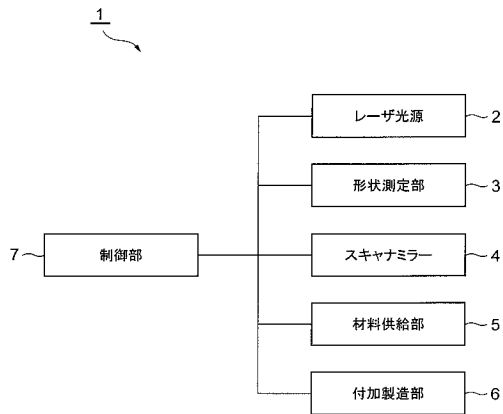 1
レーザ光源 2
形状測定部 3
7 制御部 スキャナミラー 4
材料供給部 5
付加製造部 6